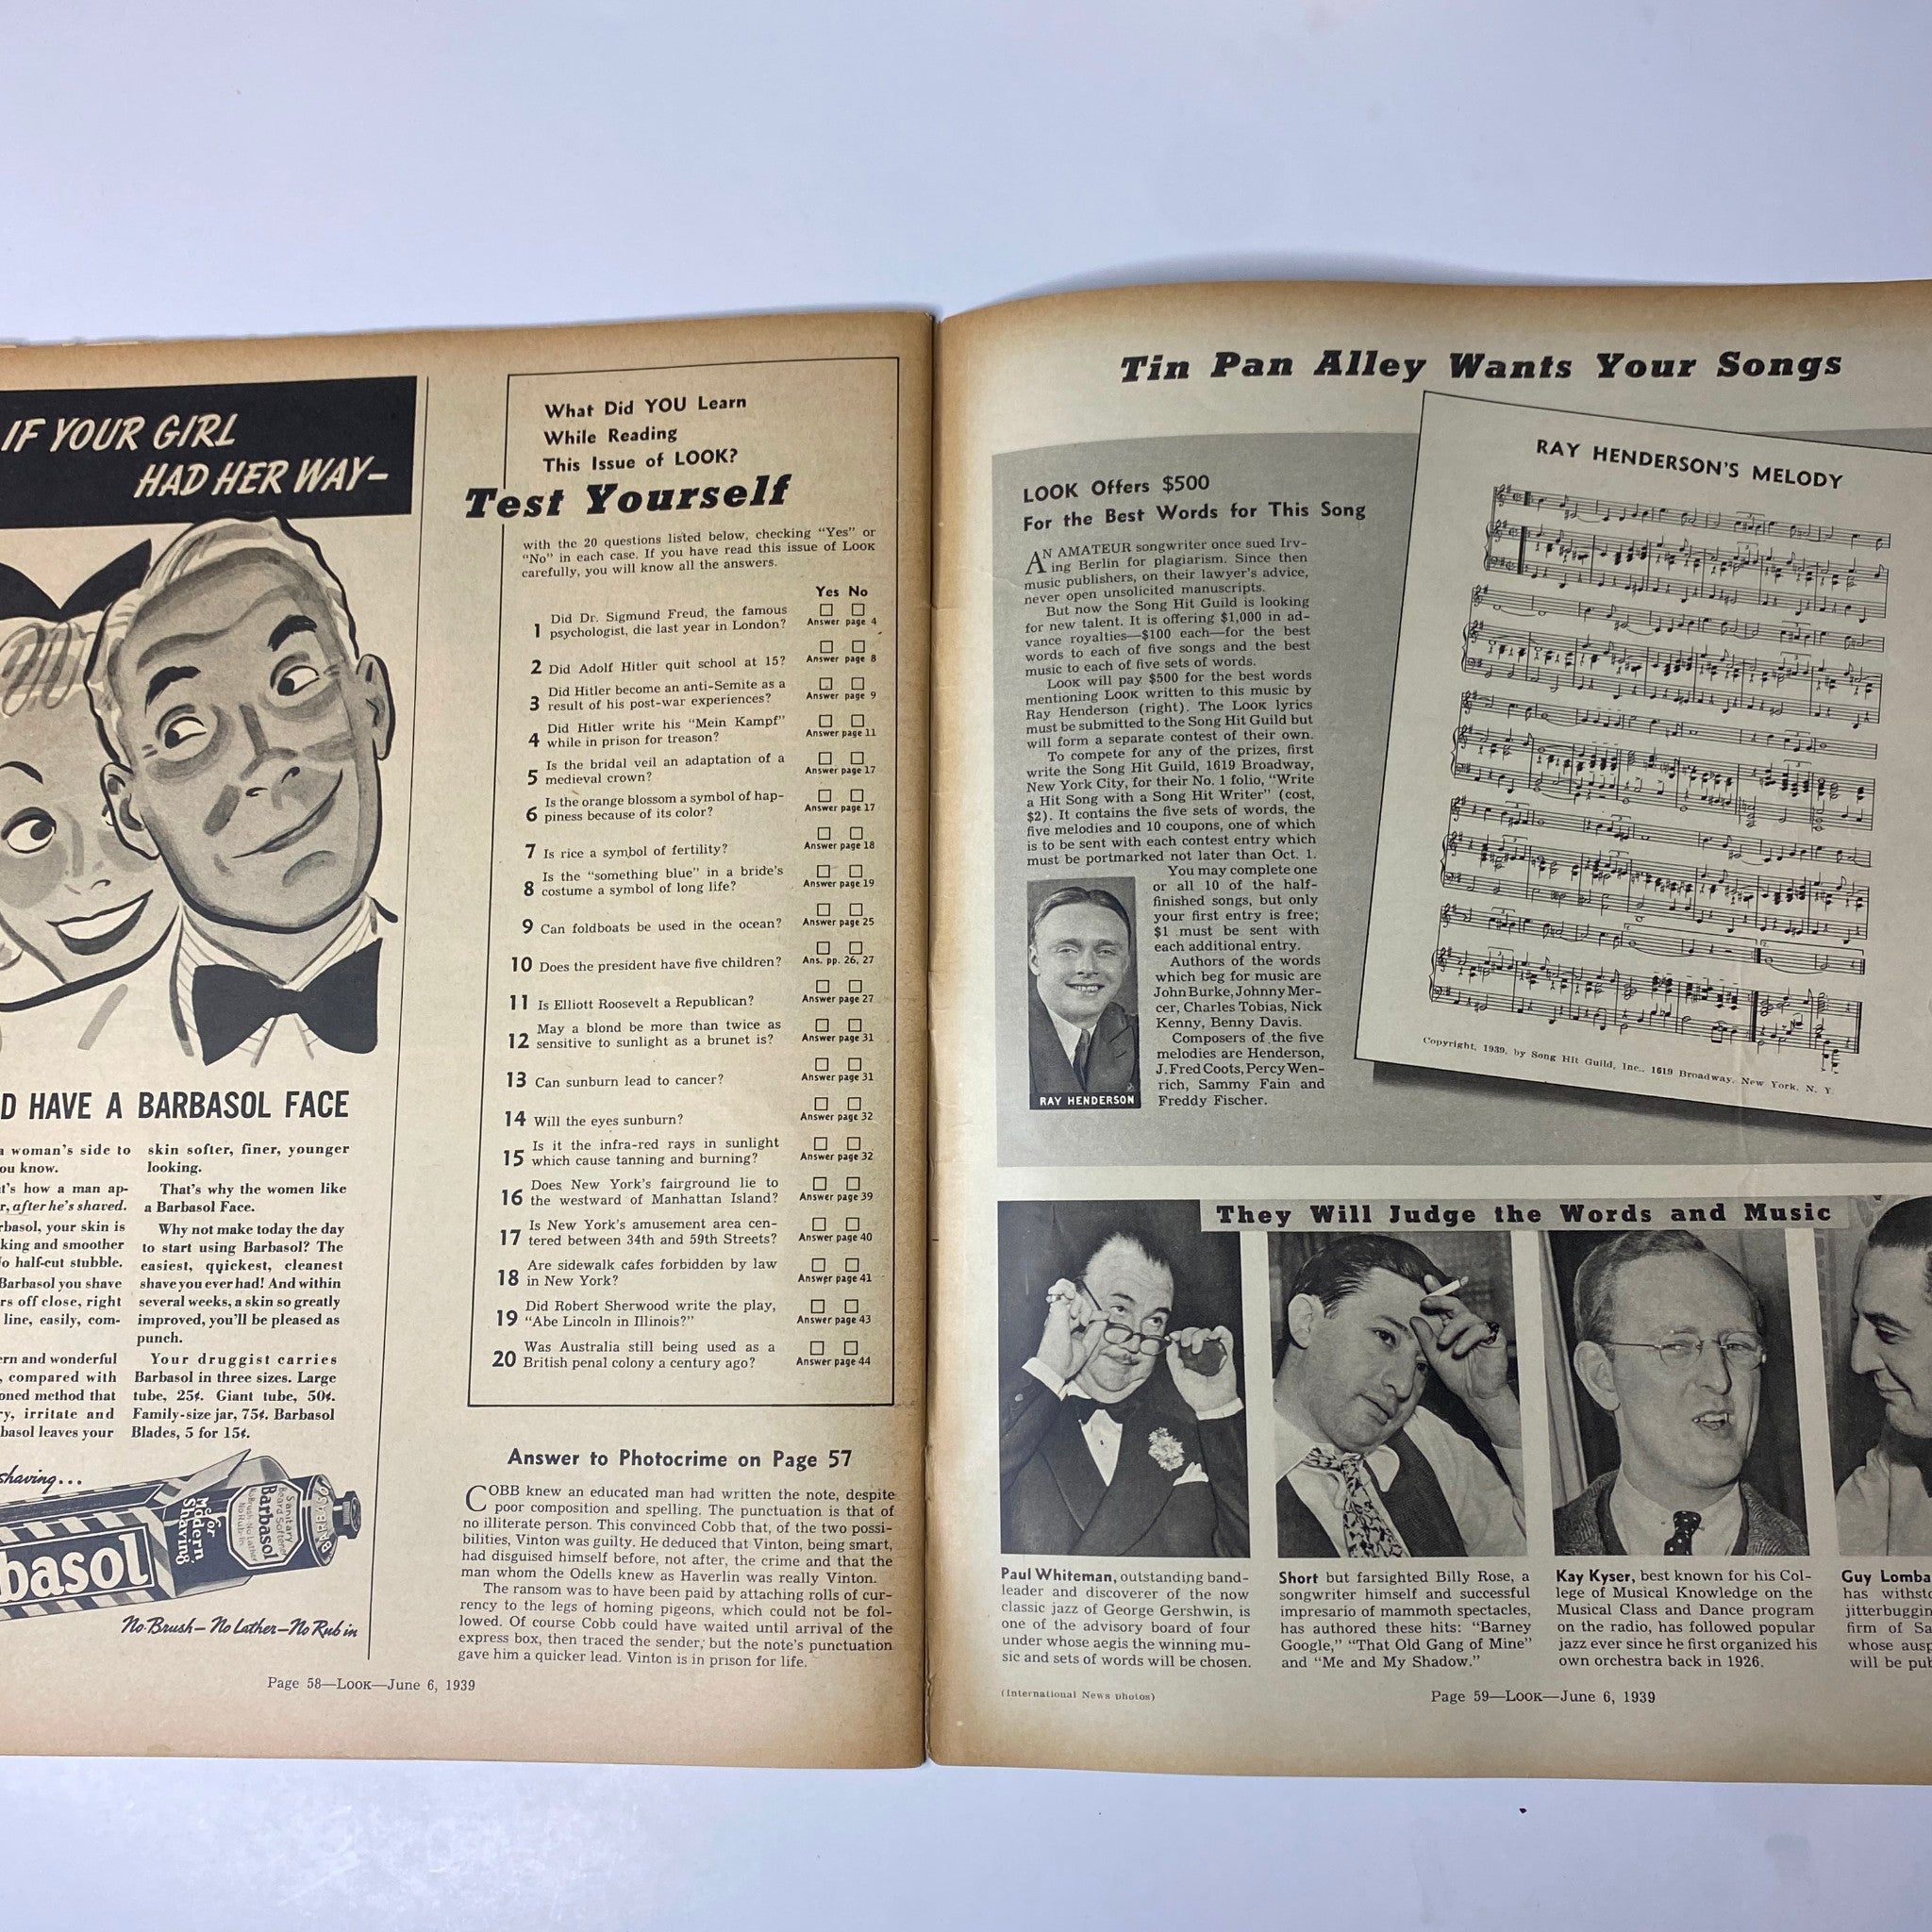 IF YOUR GIRL
HAD HER WAY—
D HAVE A BARBASOL FACE
a woman's side to
ou know.
t's how a man ap-
r, after he's shaved.
rbasol, your skin is
king and smoother
o half-cut stubble.
Barbasol you shave
rs off close, right
line, easily, com-
ern and wonderful
, compared with
oned method that
ry, irritate and
basol leaves your
skin softer, finer, younger
looking.
That's why the women like
a Barbasol Face.
Why not make today the day
to start using Barbasol? The
easiest, quickest, cleanest
shave you ever had! And within
several weeks, a skin so greatly
improved, you'll be pleased as
punch.
Your druggist carries
Barbasol in three sizes. Large
tube, 25¢. Giant tube, 50¢.
Family-size jar, 75¢. Barbasol
Blades, 5 for 15¢.
shaving...
basol
For
Modern
Shaving
Sanitary
Beard Softener
Barbasol
No Brush-No Lather
No Rub-In
BARBASOL
No Brush—No Lather—No Rub in
What Did YOU Learn
While Reading
This Issue of LOOK?
Test Yourself
with the 20 questions listed below, checking "Yes" or
"No" in each case. If you have read this issue of LOOK
carefully, you will know all the answers.
Yes No
1 Did Dr. Sigmund Freud, the famous
psychologist, die last year in London?
Answer page 4
2 Did Adolf Hitler quit school at 15?
Answer page 8
3 Did Hitler become an anti-Semite as a
result of his post-war experiences?
Answer page 9
4 Did Hitler write his "Mein Kampf"
while in prison for treason?
Answer page 11
5 Is the bridal veil an adaptation of a
medieval crown?
Answer page 17
6 Is the orange blossom a symbol of hap-
piness because of its color?
Answer page 17
7 Is rice a symbol of fertility?
Answer page 18
8 Is the "something blue" in a bride's
costume a symbol of long life?
Answer page 19
9 Can foldboats be used in the ocean?
Answer page 25
10 Does the president have five children?
Ans. pp. 26, 27
11 Is Elliott Roosevelt a Republican?
Answer page 27
12 May a blond be more than twice as
sensitive to sunlight as a brunet is?
Answer page 31
13 Can sunburn lead to cancer?
Answer page 31
14 Will the eyes sunburn?
Answer page 32
15 Is it the infra-red rays in sunlight
which cause tanning and burning?
Answer page 32
16 Does New York's fairground lie to
the westward of Manhattan Island?
Answer page 39
17 Is New York's amusement area cen-
tered between 34th and 59th Streets?
Answer page 40
18 Are sidewalk cafes forbidden by law
in New York?
Answer page 41
19 Did Robert Sherwood write the play,
"Abe Lincoln in Illinois?"
Answer page 43
20 Was Australia still being used as a
British penal colony a century ago?
Answer page 44
Answer to Photocrime on Page 57
COBB knew an educated man had written the note, despite
poor composition and spelling. The punctuation is that of
no illiterate person. This convinced Cobb that, of the two possi-
bilities, Vinton was guilty. He deduced that Vinton, being smart,
had disguised himself before, not after, the crime and that the
man whom the Odells knew as Haverlin was really Vinton.
The ransom was to have been paid by attaching rolls of cur-
rency to the legs of homing pigeons, which could not be fol-
lowed. Of course Cobb could have waited until arrival of the
express box, then traced the sender, but the note's punctuation
gave him a quicker lead. Vinton is in prison for life.
Page 58—LOOK—June 6, 1939
Tin Pan Alley Wants Your Songs
LOOK Offers $500
For the Best Words for This Song
AN AMATEUR songwriter once sued Irv-
ing Berlin for plagiarism. Since then
music publishers, on their lawyer's advice,
never open unsolicited manuscripts.
But now the Song Hit Guild is looking
for new talent. It is offering $1,000 in ad-
vance royalties—$100 each—for the best
words to each of five songs and the best
music to each of five sets of words.
LOOK will pay $500 for the best words
mentioning LOOK written to this music by
Ray Henderson (right). The LOOK lyrics
must be submitted to the Song Hit Guild but
will form a separate contest of their own.
To compete for any of the prizes, first
write the Song Hit Guild, 1619 Broadway,
New York City, for their No. 1 folio, "Write
a Hit Song with a Song Hit Writer" (cost,
$2). It contains the five sets of words, the
five melodies and 10 coupons, one of which
is to be sent with each contest entry which
must be portmarked not later than Oct. 1.
You may complete one
or all 10 of the half-
finished songs, but only
your first entry is free;
$1 must be sent with
each additional entry.
Authors of the words
which beg for music are
John Burke, Johnny Mer-
cer, Charles Tobias, Nick
Kenny, Benny Davis.
Composers of the five
melodies are Henderson,
J. Fred Coots, Percy Wen-
rich, Sammy Fain and
Freddy Fischer.
RAY HENDERSON
RAY HENDERSON'S MELODY
Copyright, 1939, by Song Hit Guild, Inc., 1619 Broadway, New York, N. Y.
They Will Judge the Words and Music
Paul Whiteman, outstanding band-
leader and discoverer of the now
classic jazz of George Gershwin, is
one of the advisory board of four
under whose aegis the winning mu-
sic and sets of words will be chosen.
Short but farsighted Billy Rose, a
songwriter himself and successful
impresario of mammoth spectacles,
has authored these hits: "Barney
Google," "That Old Gang of Mine"
and "Me and My Shadow."
Kay Kyser, best known for his Col-
lege of Musical Knowledge on the
Musical Class and Dance program
on the radio, has followed popular
jazz ever since he first organized his
own orchestra back in 1926.
Guy Lomba
has withsto
jitterbuggin
firm of Sa
whose ausp
will be pub
(International News photos)
Page 59—LOOK—June 6, 1939